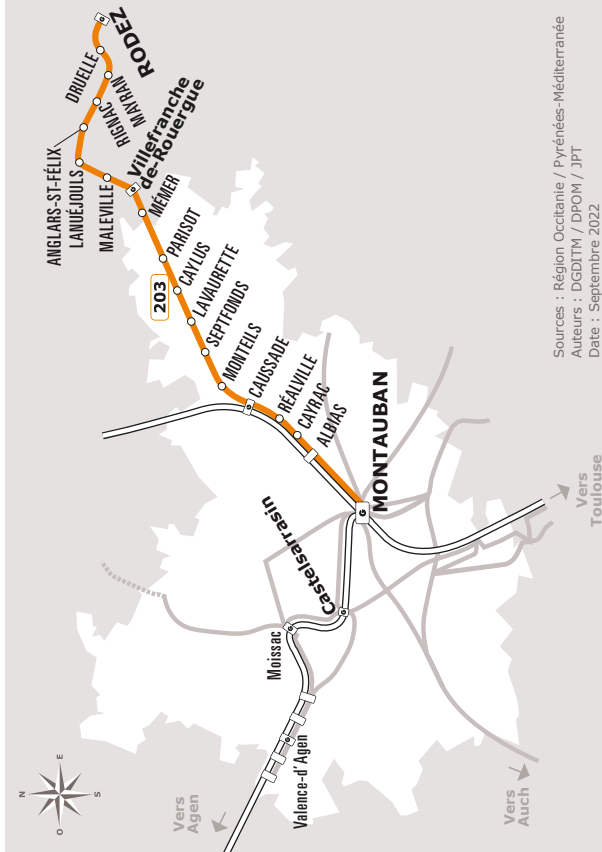 RODEZ
DRUELLE
MAYRAN
RIGNAC
ANGLARS-ST-FÉLIX
LANUÉJOULS
MALEVILLE
Villefranche
de-Rouergue
MÉMER
PARISOT
203
CAYLUS
LAVAURETTE
SEPTFONDS
MONTEILS
CAUSSADE
RÉALVILLE
CAYRAC
ALBIAS
MONTAUBAN
Castelsarrasin
Moissac
Valence-d'Agen
Vers
Agen
Vers
Auch
Vers
Toulouse
N
E
S
O
Sources : Région Occitanie / Pyrénées-Méditerranée
Auteurs : DGDITM / DPOM / JPT
Date : Septembre 2022